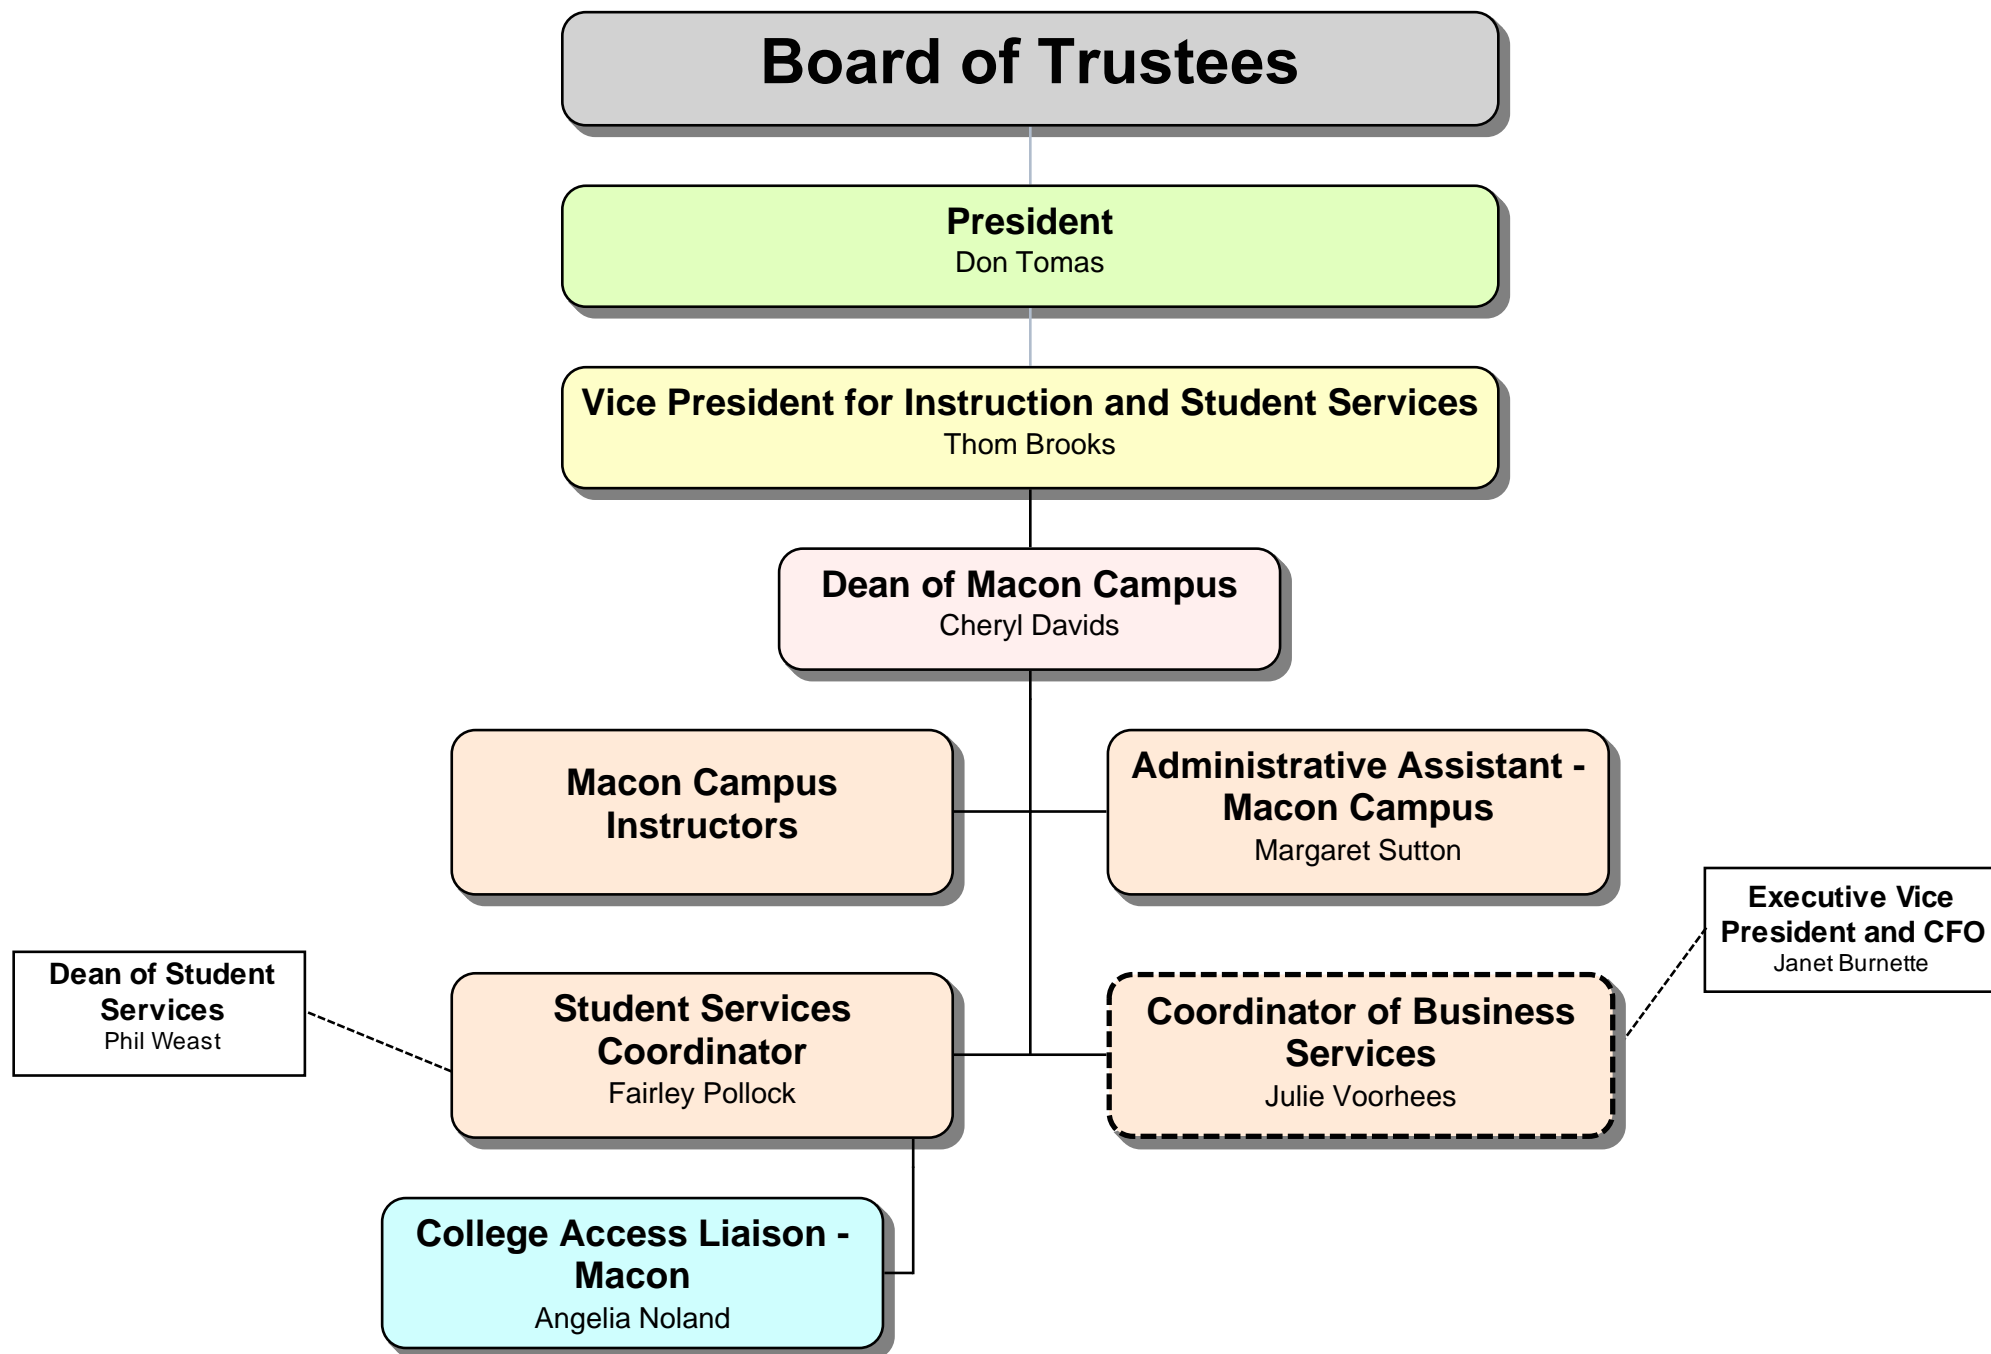 Board of Trustees
President
Don Tomas
Vice President for Instruction and Student Services
Thom Brooks
Dean of Macon Campus
Cheryl Davids
Macon Campus
Instructors
Administrative Assistant -
Macon Campus
Margaret Sutton
Executive Vice
President and CFO
Janet Burnette
Dean of Student
Services
Phil Weast
Student Services
Coordinator
Fairley Pollock
Coordinator of Business
Services
Julie Voorhees
College Access Liaison -
Macon
Angelia Noland